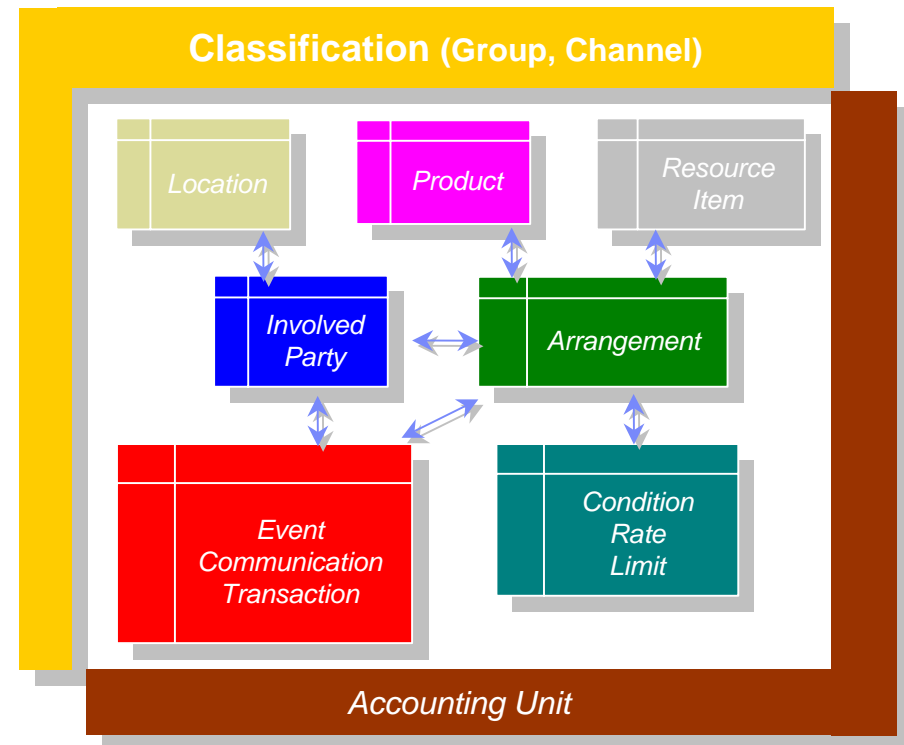 Classification (Group, Channel)
Location
Product
Resource
Item
Involved
Party
Arrangement
Event
Communication
Transaction
Condition
Rate
Limit
Accounting Unit